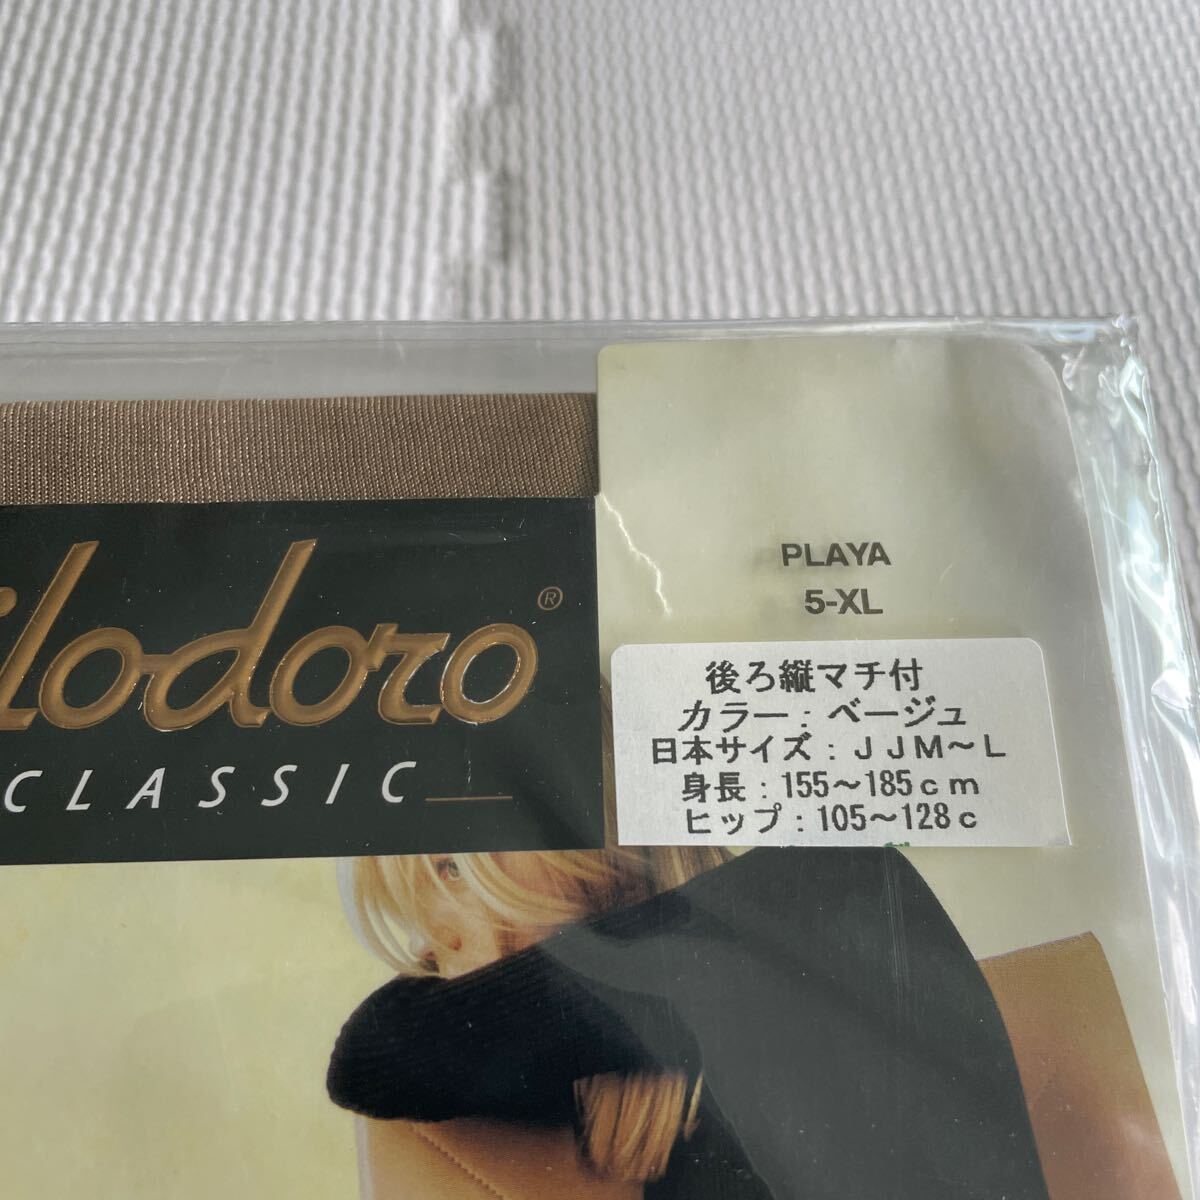 ilodoro®
CLASSIC
PLAYA
5-XL
後ろ縦マチ付
カラー：ベージュ
日本サイズ：ＪＪＭ～Ｌ
身長：155～185ｃｍ
ヒップ：105～128ｃ